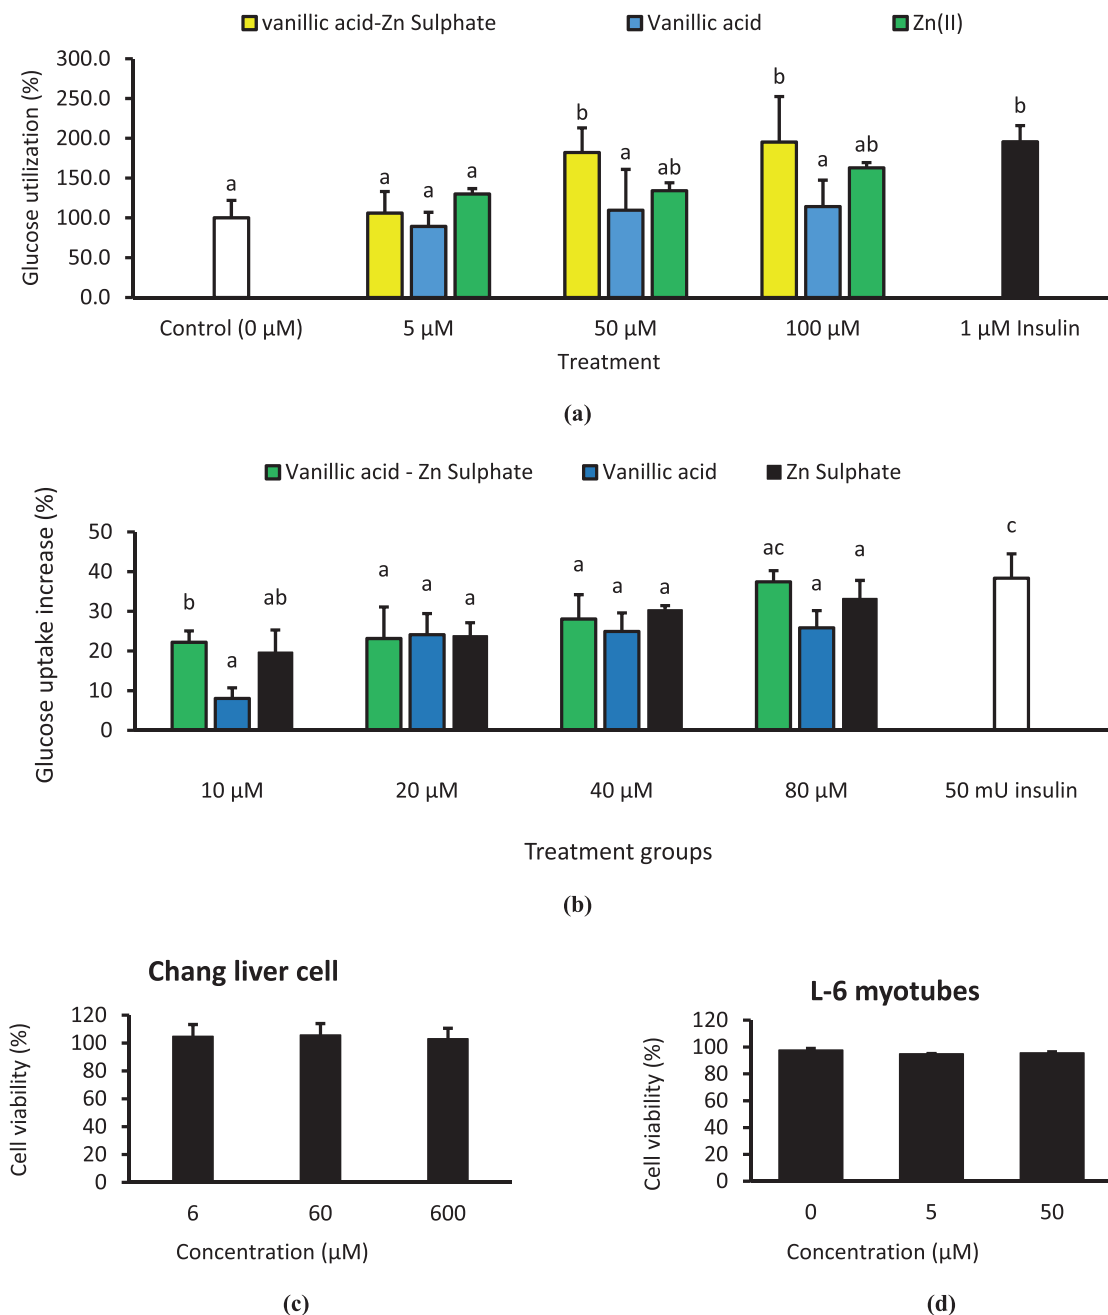 vanillic acid-Zn Sulphate Vanillic acid Zn(II)
Glucose utilization (%)
300.0
250.0
200.0
150.0
100.0
50.0
0.0
a a a a b a ab b a ab b
Control (0 µM) 5 µM 50 µM 100 µM 1 µM Insulin
Treatment
(a)
Vanillic acid - Zn Sulphate Vanillic acid Zn Sulphate
Glucose uptake increase (%)
50
40
30
20
10
0
b a ab a a a a a a ac a a c
10 µM 20 µM 40 µM 80 µM 50 mU insulin
Treatment groups
(b)
Chang liver cell
Cell viability (%)
120
100
80
60
40
20
0
6 60 600
Concentration (µM)
(c)
L-6 myotubes
Cell viability (%)
120
100
80
60
40
20
0
0 5 50
Concentration (µM)
(d)